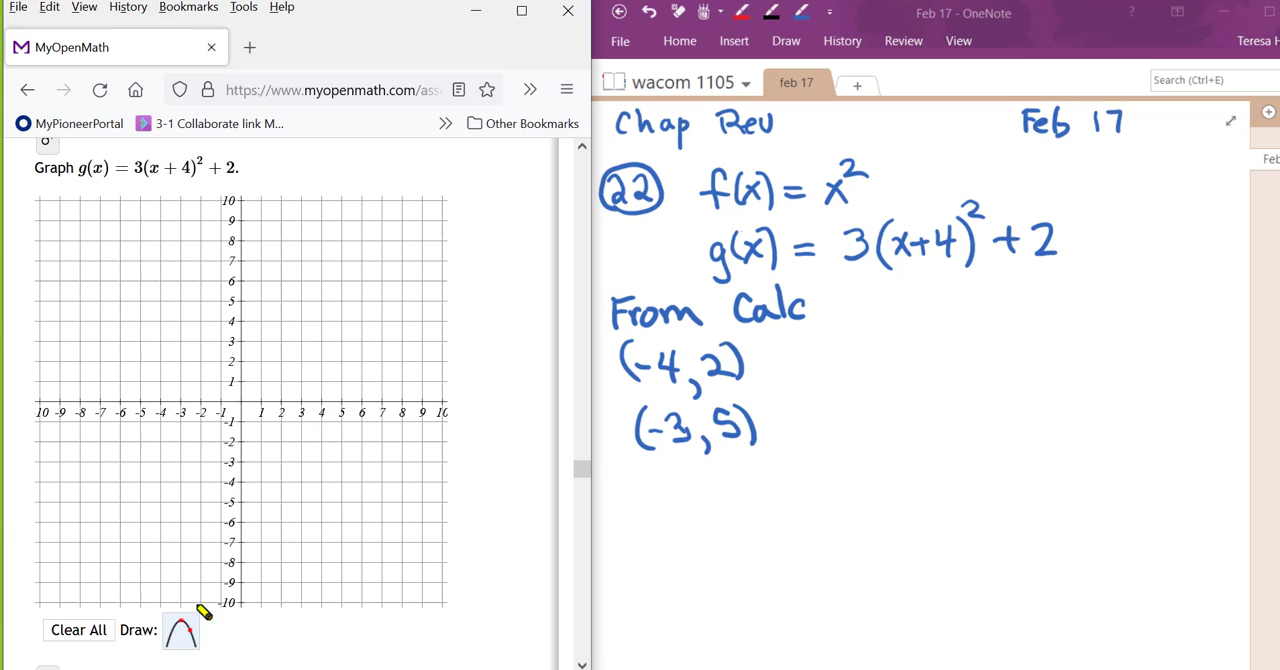 File Edit View History Bookmarks Tools Help
MyOpenMath
https://www.myopenmath.com/ass
MyPioneerPortal 3-1 Collaborate link M... Other Bookmarks
Graph g(x) = 3(x + 4)² + 2.
10
9
8
7
6
5
4
3
2
1
10 -9 -8 -7 -6 -5 -4 -3 -2 -1 1 2 3 4 5 6 7 8 9 10
-1
-2
-3
-4
-5
-6
-7
-8
-9
-10
Clear All Draw:
Feb 17 - OneNote
File Home Insert Draw History Review View Teresa H
wacom 1105 feb 17 Search (Ctrl+E)
Chap Rev Feb 17
22 f(x) = x²
g(x) = 3(x+4)² + 2
From Calc
(-4, 2)
(-3, 5)
Feb